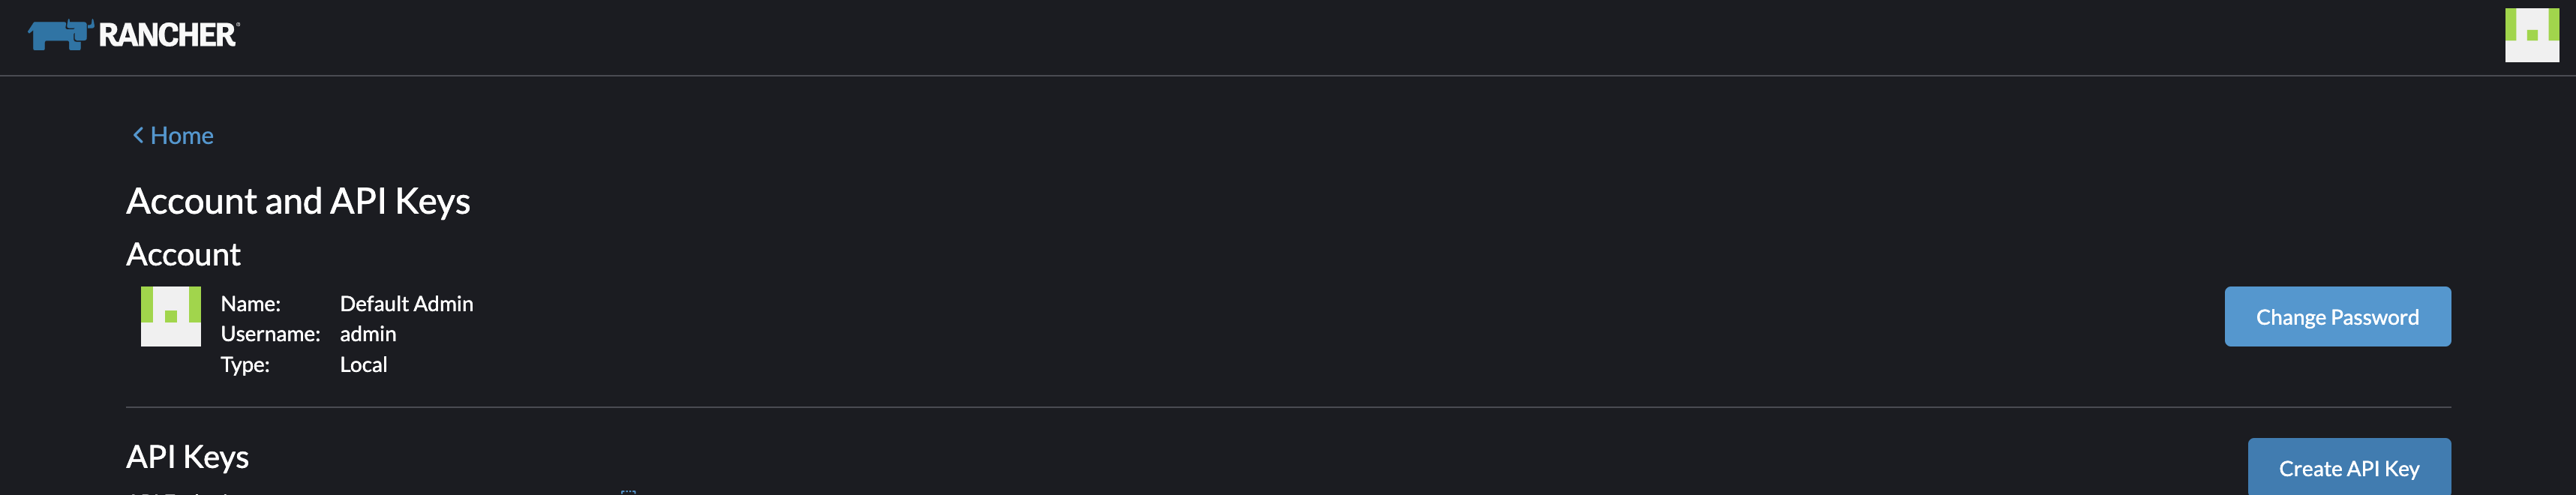 RANCHER
Home
Account and API Keys
Account
Name: Default Admin
Username: admin
Type: Local
Change Password
API Keys
Create API Key